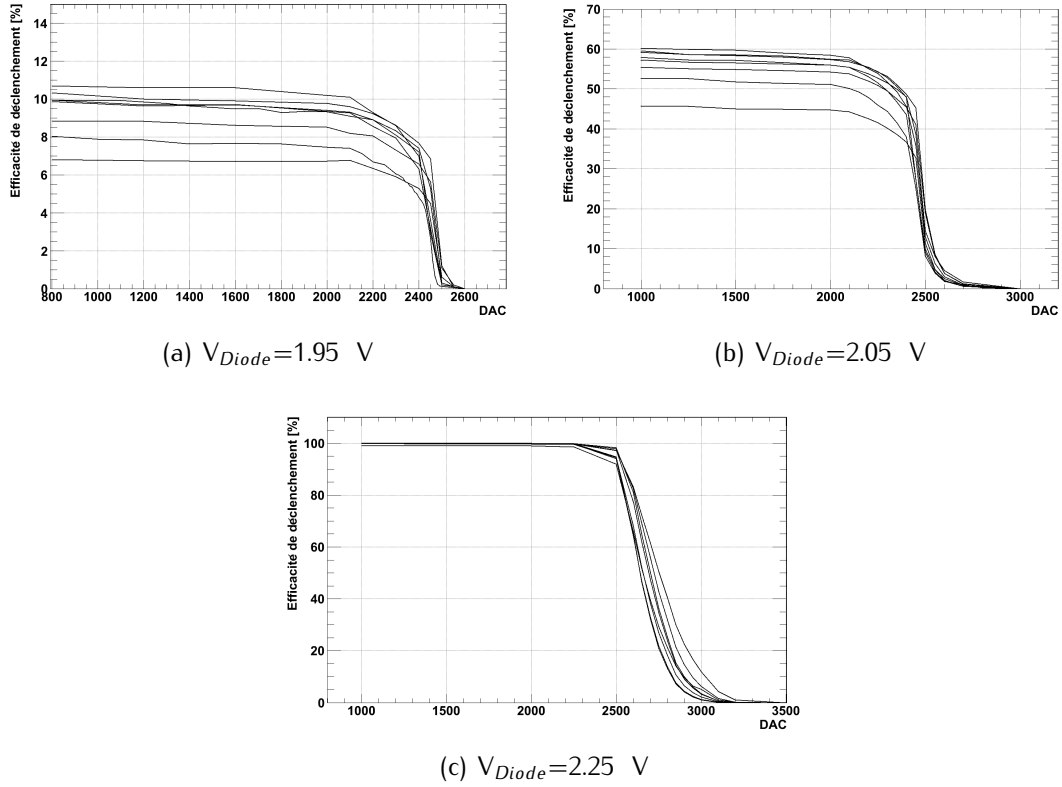 Efficacité de déclenchement [%]
14
12
10
8
6
4
2
0
800 1000 1200 1400 1600 1800 2000 2200 2400 2600
DAC
(a) V_Diode=1.95 V
Efficacité de déclenchement [%]
70
60
50
40
30
20
10
0
1000 1500 2000 2500 3000
DAC
(b) V_Diode=2.05 V
Efficacité de déclenchement [%]
100
80
60
40
20
0
1000 1500 2000 2500 3000 3500
DAC
(c) V_Diode=2.25 V